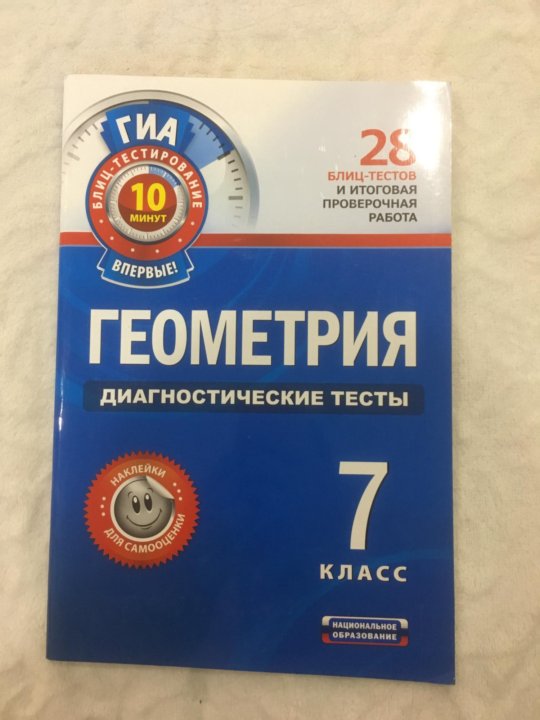 ГИА
БЛИЦ-ТЕСТИРОВАНИЕ
10
МИНУТ
ВПЕРВЫЕ!
28
БЛИЦ-ТЕСТОВ
И ИТОГОВАЯ
ПРОВЕРОЧНАЯ
РАБОТА
ГЕОМЕТРИЯ
ДИАГНОСТИЧЕСКИЕ ТЕСТЫ
НАКЛЕЙКИ
ДЛЯ САМООЦЕНКИ
7
КЛАСС
НАЦИОНАЛЬНОЕ
ОБРАЗОВАНИЕ